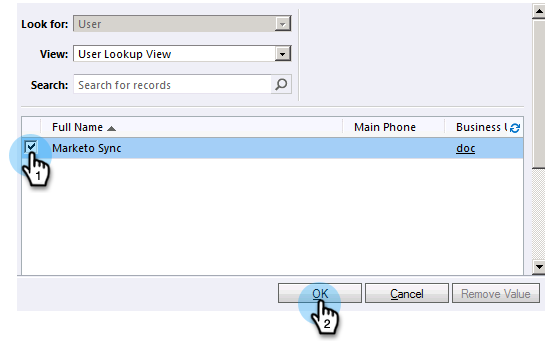 Look for: User
View: User Lookup View
Search: Search for records
Full Name Main Phone Business U
Marketo Sync doc
1
OK Cancel Remove Value
2